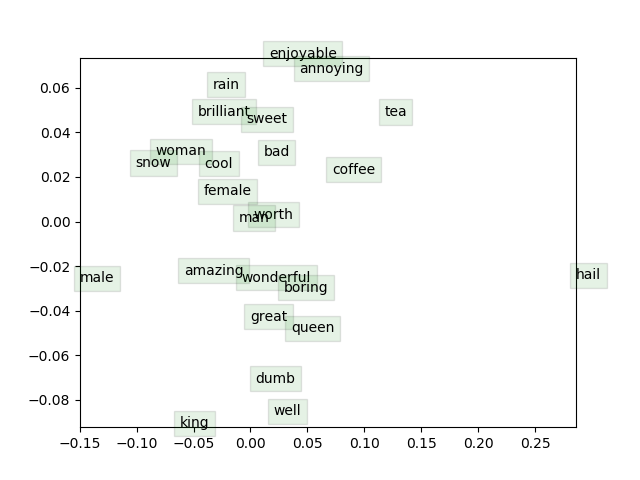 enjoyable
annoying
0.06
rain
brilliant
sweet
tea
0.04
woman
bad
snow
cool
coffee
0.02
female
man
worth
0.00
amazing
male
wonderful
hail
−0.02
boring
great
−0.04
queen
−0.06
dumb
−0.08
well
king
−0.15 −0.10 −0.05 0.00 0.05 0.10 0.15 0.20 0.25